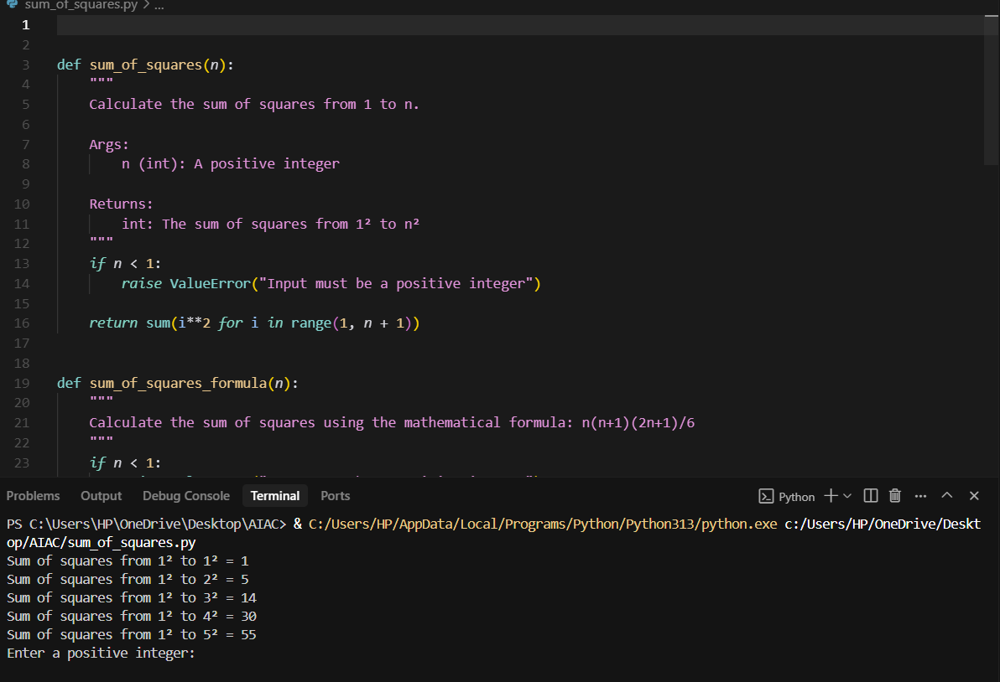 sum_of_squares.py > ...
1
2
3 def sum_of_squares(n):
4 """
5 Calculate the sum of squares from 1 to n.
6
7 Args:
8 n (int): A positive integer
9
10 Returns:
11 int: The sum of squares from 1² to n²
12 """
13 if n < 1:
14 raise ValueError("Input must be a positive integer")
15
16 return sum(i**2 for i in range(1, n + 1))
17
18
19 def sum_of_squares_formula(n):
20 """
21 Calculate the sum of squares using the mathematical formula: n(n+1)(2n+1)/6
22 """
23 if n < 1:
Problems Output Debug Console Terminal Ports Python
PS C:\Users\HP\OneDrive\Desktop\AIAC> & C:/Users/HP/AppData/Local/Programs/Python/Python313/python.exe c:/Users/HP/OneDrive/Deskt
op/AIAC/sum_of_squares.py
Sum of squares from 1² to 1² = 1
Sum of squares from 1² to 2² = 5
Sum of squares from 1² to 3² = 14
Sum of squares from 1² to 4² = 30
Sum of squares from 1² to 5² = 55
Enter a positive integer: